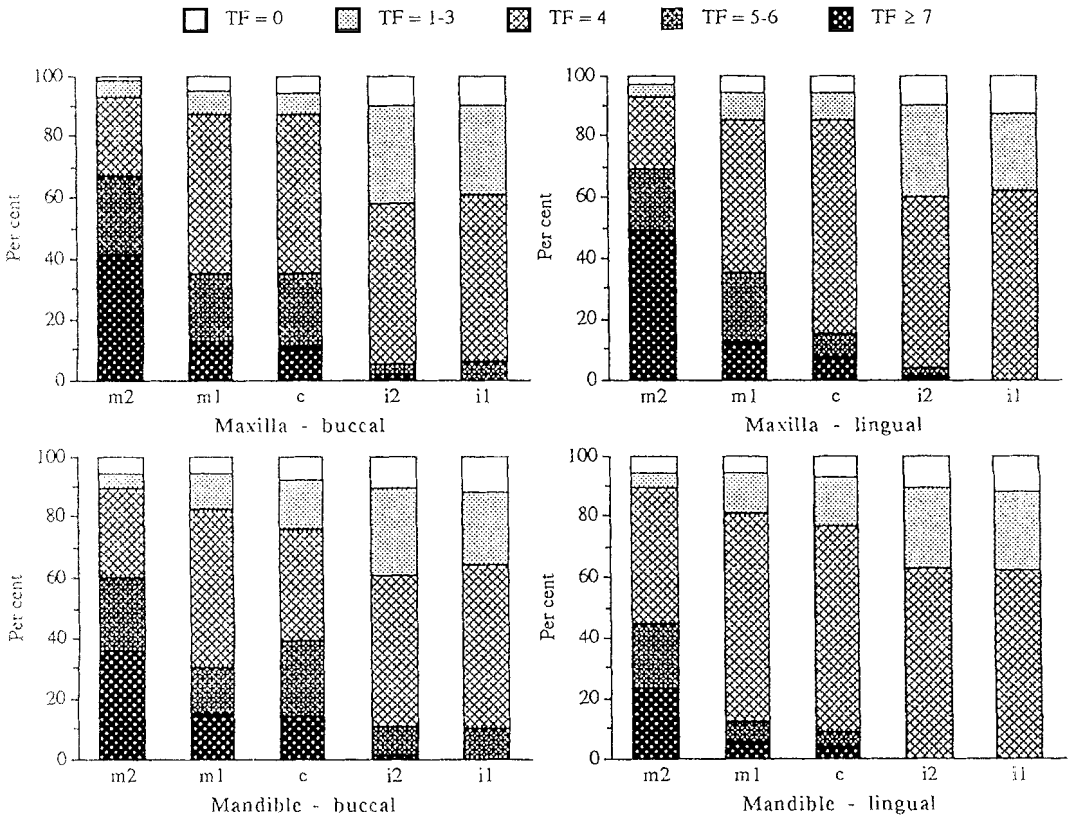 TF = 0 TF = 1-3 TF = 4 TF = 5-6 TF ≥ 7
100
80
60
40
20
0
Per cent
m2 m1 c i2 i1
Maxilla - buccal
100
80
60
40
20
0
Per cent
m2 m1 c i2 i1
Maxilla - lingual
100
80
60
40
20
0
Per cent
m2 m1 c i2 i1
Mandible - buccal
100
80
60
40
20
0
Per cent
m2 m1 c i2 i1
Mandible - lingual